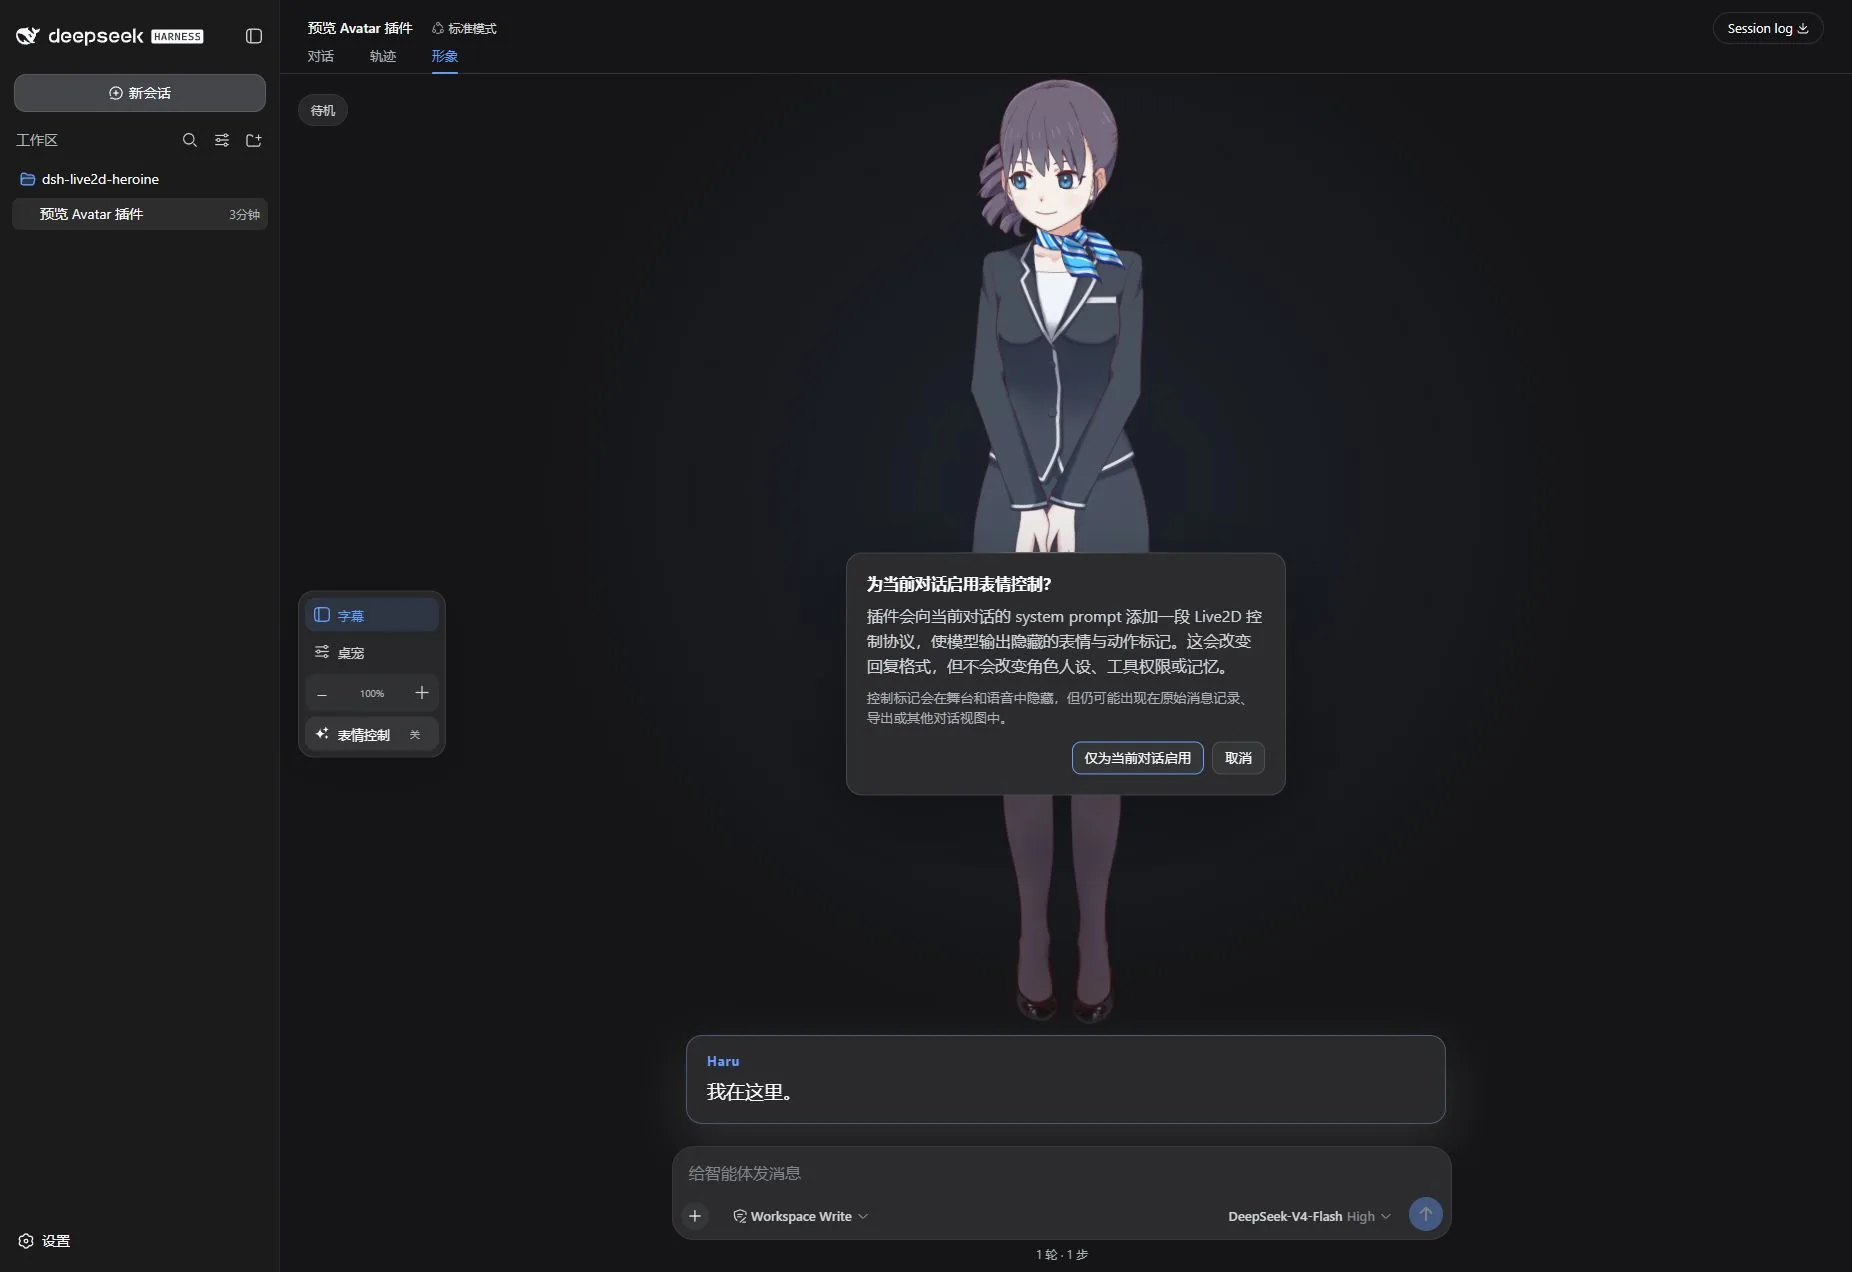 deepseek HARNESS
新会话
工作区
dsh-live2d-heroine
预览 Avatar 插件 3分钟
设置
预览 Avatar 插件 标准模式
对话 轨迹 形象
Session log
待机
字幕
桌宠
− 100% +
表情控制 关
为当前对话启用表情控制?
插件会向当前对话的 system prompt 添加一段 Live2D 控
制协议，使模型输出隐藏的表情与动作标记。这会改变
回复格式，但不会改变角色人设、工具权限或记忆。
控制标记会在舞台和语音中隐藏，但仍可能出现在原始消息记录、
导出或其他对话视图中。
仅为当前对话启用 取消
Haru
我在这里。
给智能体发消息
Workspace Write DeepSeek-V4-Flash High
1 轮 · 1 步